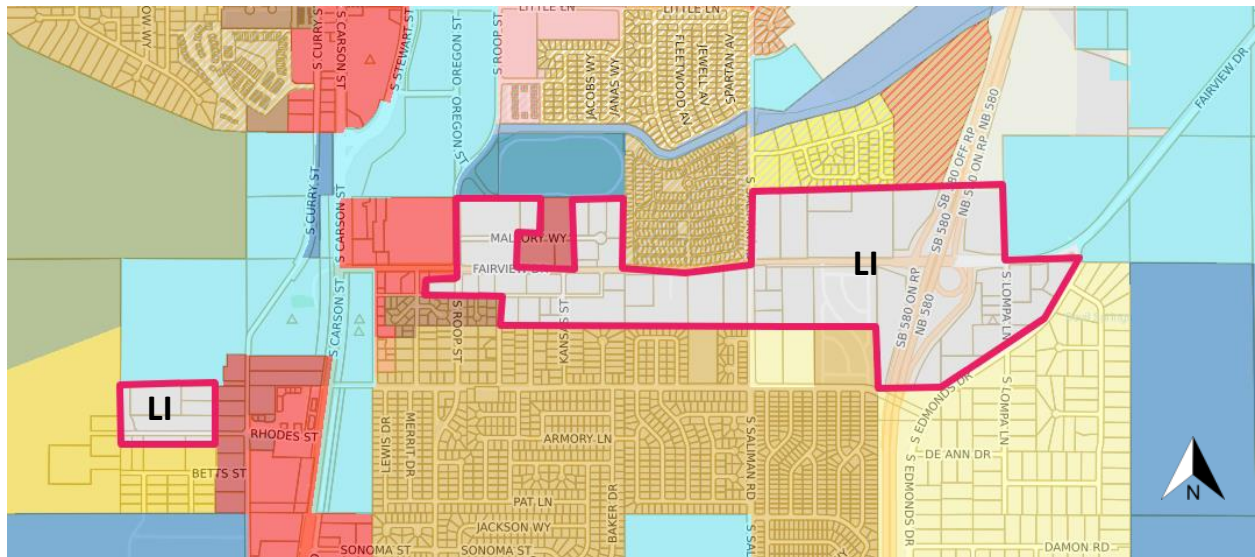 LITTLE LN
LITTLE LN
S CURRY ST
S CARSON ST
S STEWART ST
S NOGERO - OREGON ST
S ROOP ST
JACOBS WY
JANAS WY
FLEETWOOD AV
JEWELL AV
SPARTAN AV
FAIRVIEW DR
SB 580 OFF RP
NB 580 ON RP
NB 580
S CURRY ST
S CARSON ST
MALLORY WY
FAIRVIEW DR
SB 580
LI
SB 580 ON RP
NB 580
S LOMPA LN
S CARSON ST
S ROOP ST
KANSAS ST
LI
RHODES ST
BETTS ST
LEWIS DR
MERRIT DR
ARMORY LN
S SALIMAN RD
S EDMONDS DR
S LOMPA LN
DE ANN DR
PAT LN
BAKER DR
S EDMONDS DR
JACKSON WY
SONOMA ST
SONOMA ST
DAMON RD
N